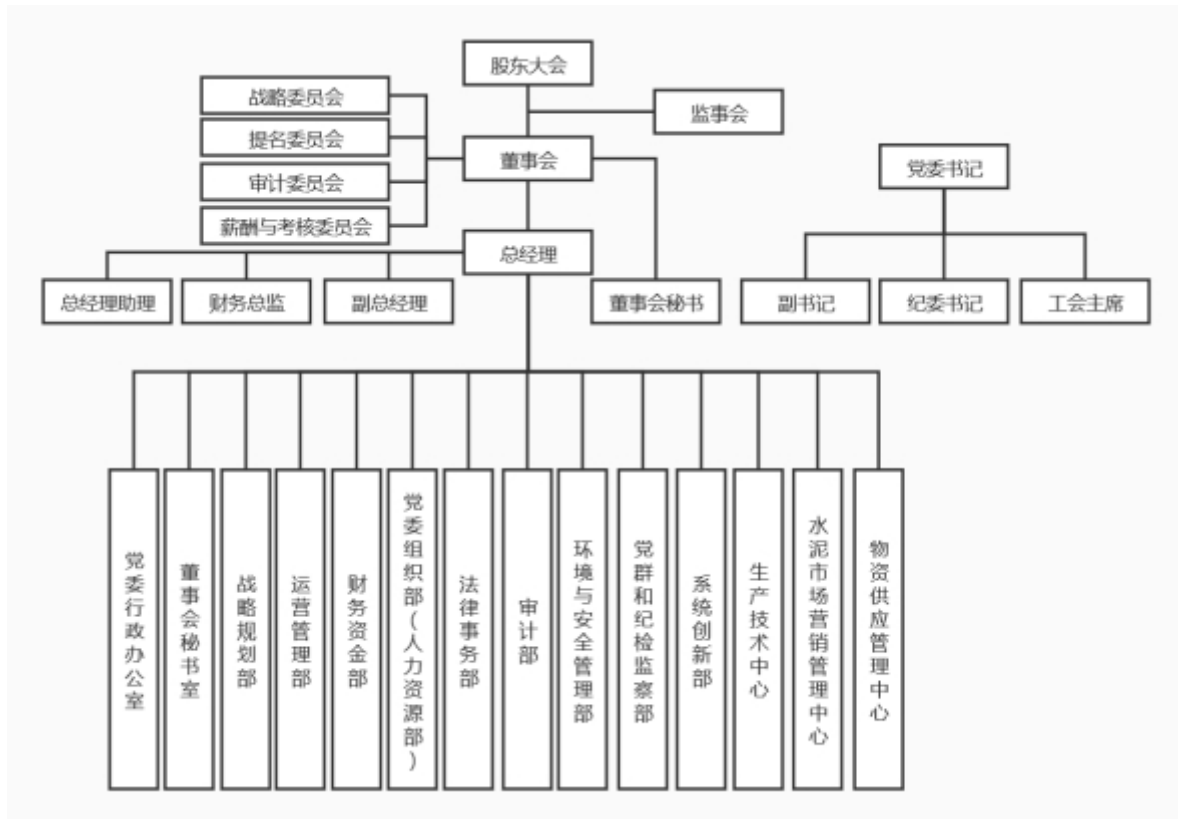 股东大会
战略委员会
监事会
提名委员会
董事会
党委书记
审计委员会
薪酬与考核委员会
总经理
总经理助理
财务总监
副总经理
董事会秘书
副书记
纪委书记
工会主席
党委行政办公室
董事会秘书室
战略规划部
运营管理部
财务资金部
党委组织部(人力资源部)
法律事务部
审计部
环境与安全管理部
党群和纪检监察部
系统创新部
生产技术中心
水泥市场营销管理中心
物资供应管理中心